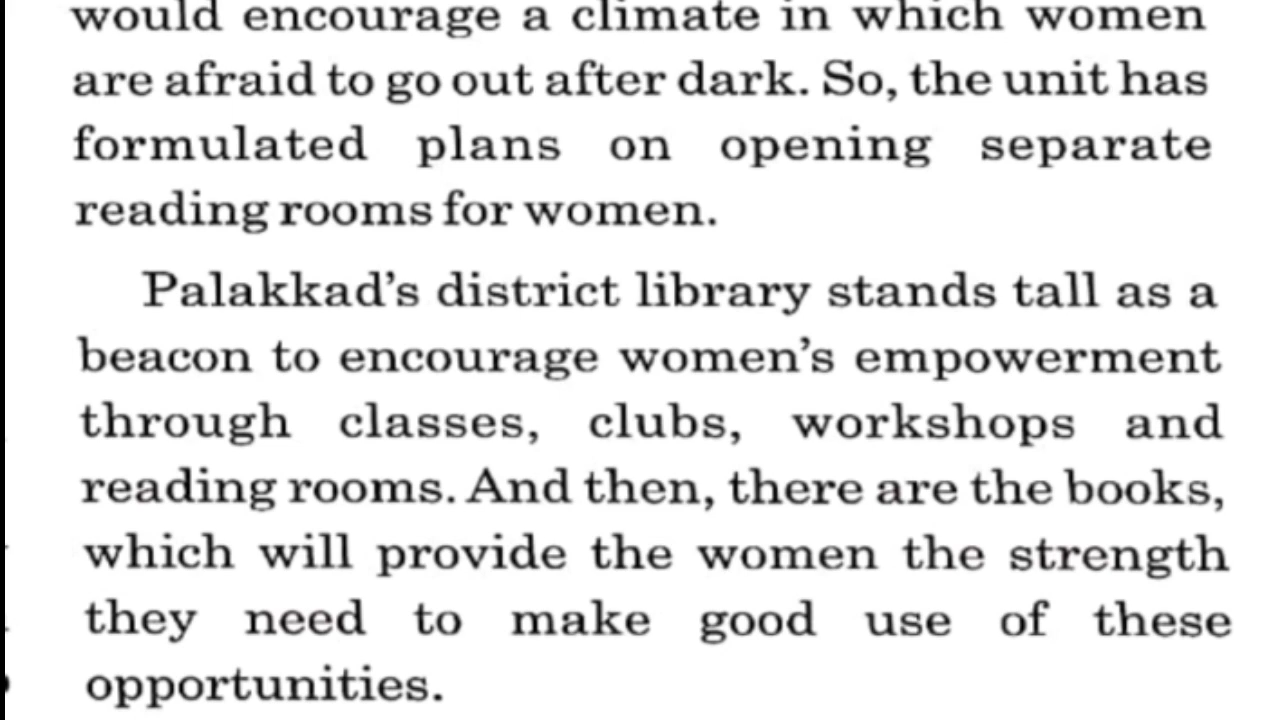 would encourage a climate in which women
are afraid to go out after dark. So, the unit has
formulated plans on opening separate
reading rooms for women.
Palakkad's district library stands tall as a
beacon to encourage women's empowerment
through classes, clubs, workshops and
reading rooms. And then, there are the books,
which will provide the women the strength
they need to make good use of these
opportunities.